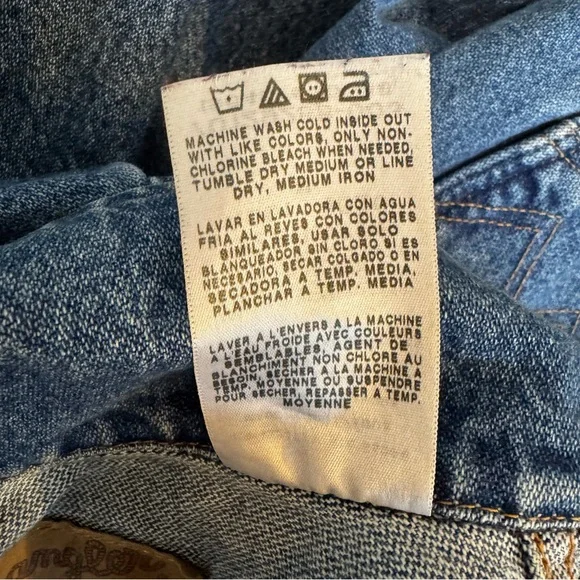 MACHINE WASH COLD INSIDE OUT
WITH LIKE COLORS, ONLY NON-
CHLORINE BLEACH WHEN NEEDED,
TUMBLE DRY MEDIUM OR LINE
DRY, MEDIUM IRON
LAVAR EN LAVADORA CON AGUA
FRIA AL REVES CON COLORES
SIMILARES, USAR SOLO
BLANQUEADOR SIN CLORO SI ES
NECESARIO, SECAR COLGADO O EN
SECADORA A TEMP. MEDIA,
PLANCHAR A TEMP. MEDIA
LAVER A L'ENVERS A LA MACHINE
A L'EAU FROIDE AVEC COULEURS
SEMBLABLES, AGENT DE
BLANCHIMENT NON CHLORE AU
BESOIN, SECHER A LA MACHINE A
TEMP. MOYENNE OU SUSPENDRE
POUR SECHER, REPASSER A TEMP.
MOYENNE